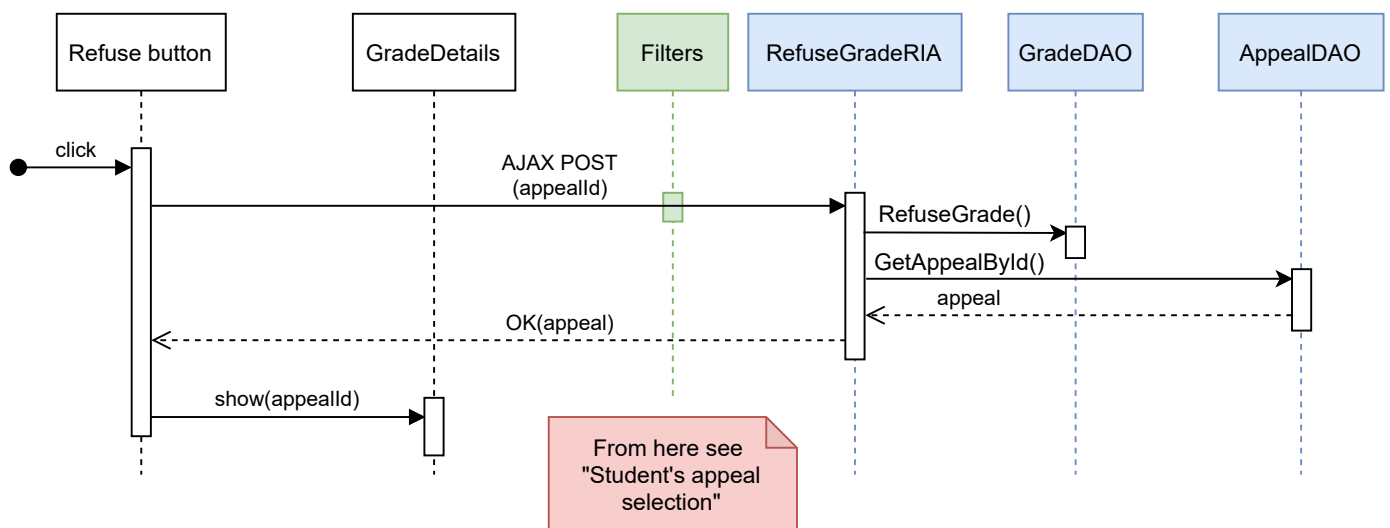 Refuse button
GradeDetails
Filters
RefuseGradeRIA
GradeDAO
AppealDAO
click
AJAX POST
(appealId)
RefuseGrade()
GetAppealById()
appeal
OK(appeal)
show(appealId)
From here see
"Student's appeal
selection"